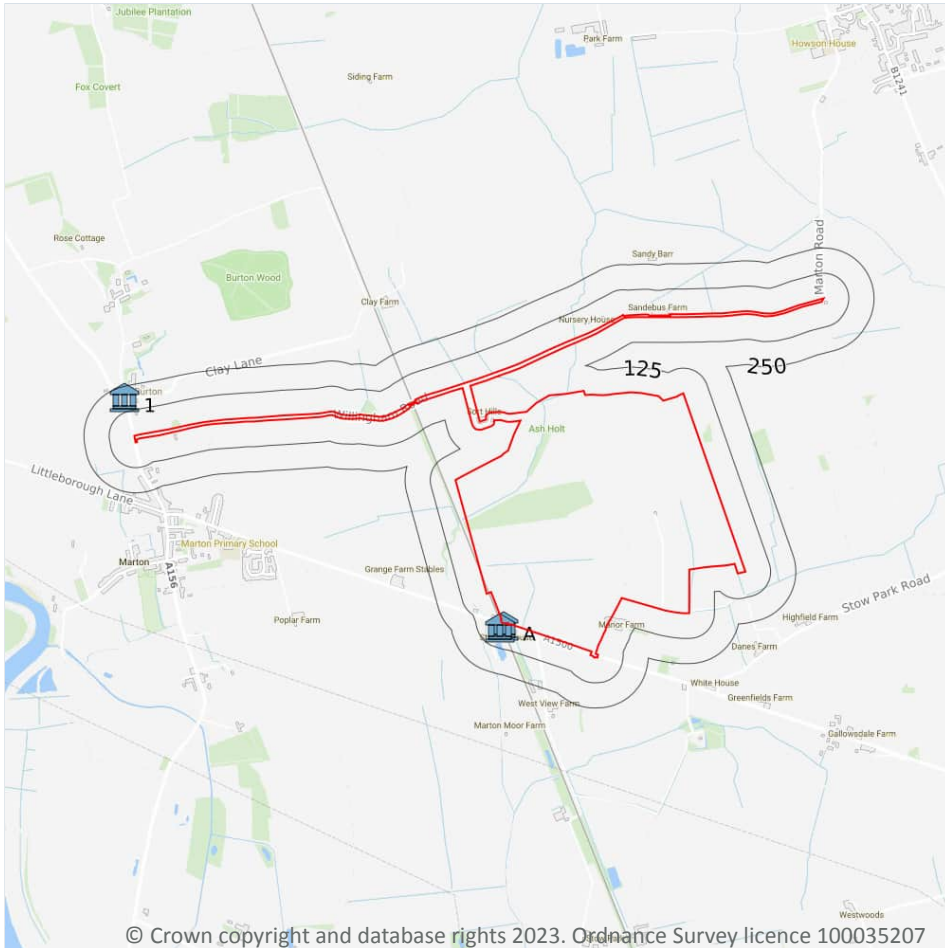 Jubilee Plantation
Park Farm
Howson House
B1241
Siding Farm
Fox Covert
Marton Road
Rose Cottage
Sandy Barr
Burton Wood
Clay Farm
Sandebus Farm
Nursery House
Clay Lane
125
250
1
Ash Holt
Littleborough Lane
Marton Primary School
Marton
A156
Grange Farm Stables
Stow Park Road
Poplar Farm
Highfield Farm
A
Manor Farm
A1500
Danes Farm
White House
Greenfields Farm
West View Farm
Marton Moor Farm
Gallowsdale Farm
Westwoods
© Crown copyright and database rights 2023. Ordnance Survey licence 100035207